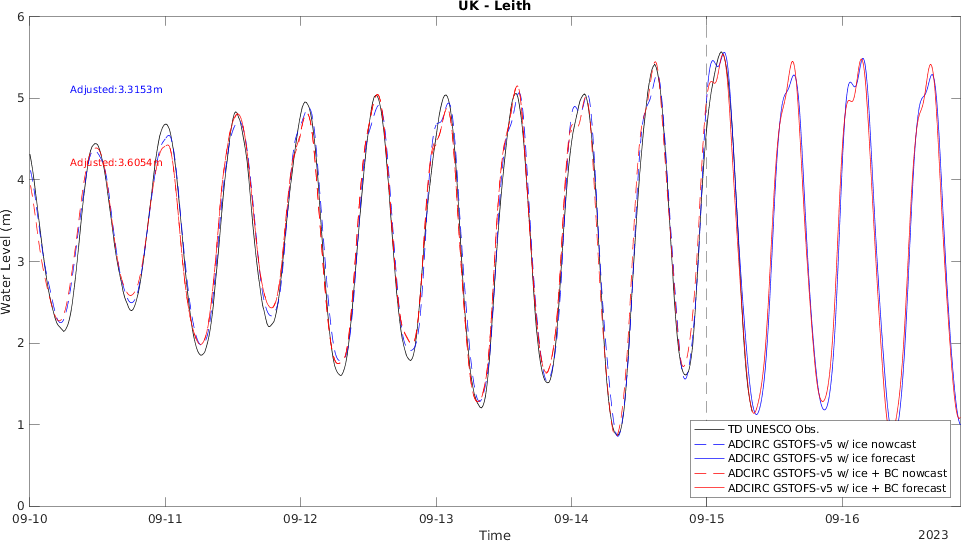 UK - Leith
Adjusted:3.3153m
Adjusted:3.6054m
Water Level (m)
6
5
4
3
2
1
0
TD UNESCO Obs.
ADCIRC GSTOFS-v5 w/ ice nowcast
ADCIRC GSTOFS-v5 w/ ice forecast
ADCIRC GSTOFS-v5 w/ ice + BC nowcast
ADCIRC GSTOFS-v5 w/ ice + BC forecast
09-10 09-11 09-12 09-13 09-14 09-15 09-16
Time
2023